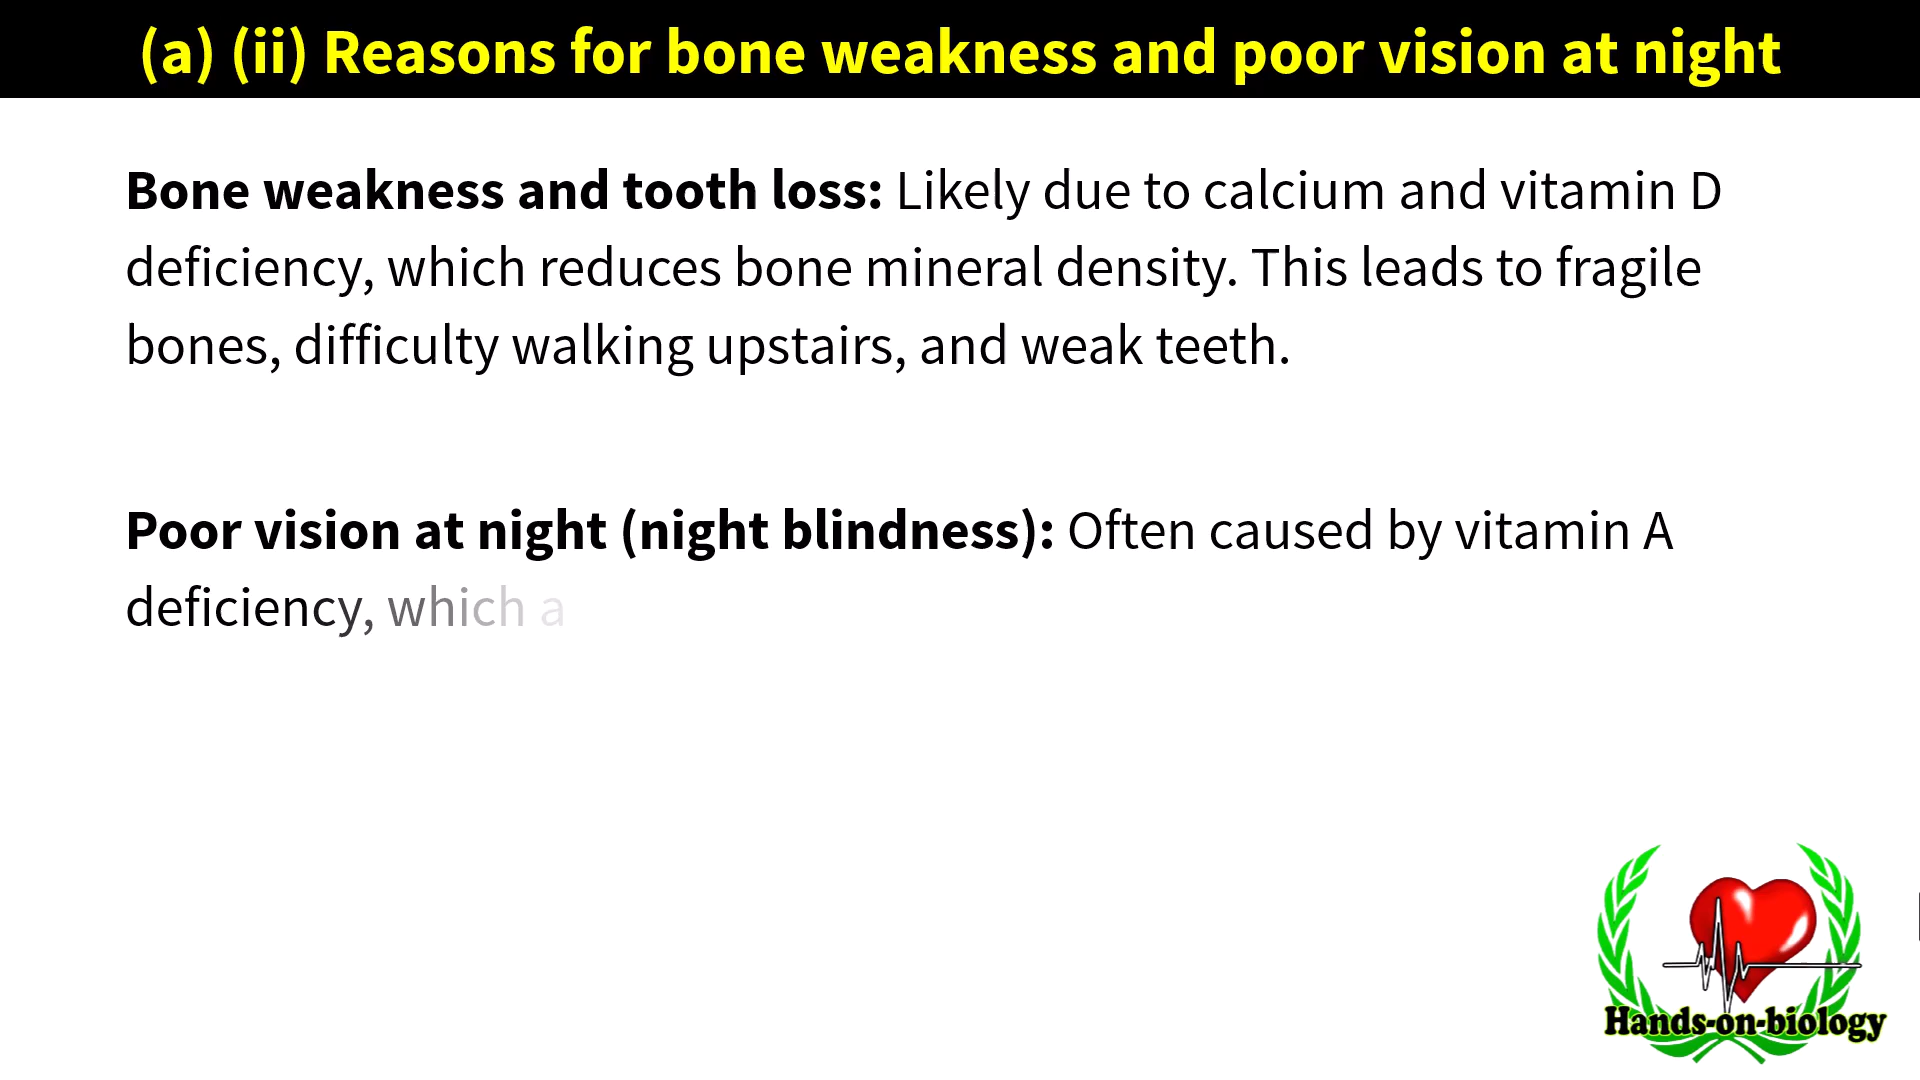 (a) (ii) Reasons for bone weakness and poor vision at night
Bone weakness and tooth loss: Likely due to calcium and vitamin D
deficiency, which reduces bone mineral density. This leads to fragile
bones, difficulty walking upstairs, and weak teeth.
Poor vision at night (night blindness): Often caused by vitamin A
deficiency, which a
Hands-on-biology